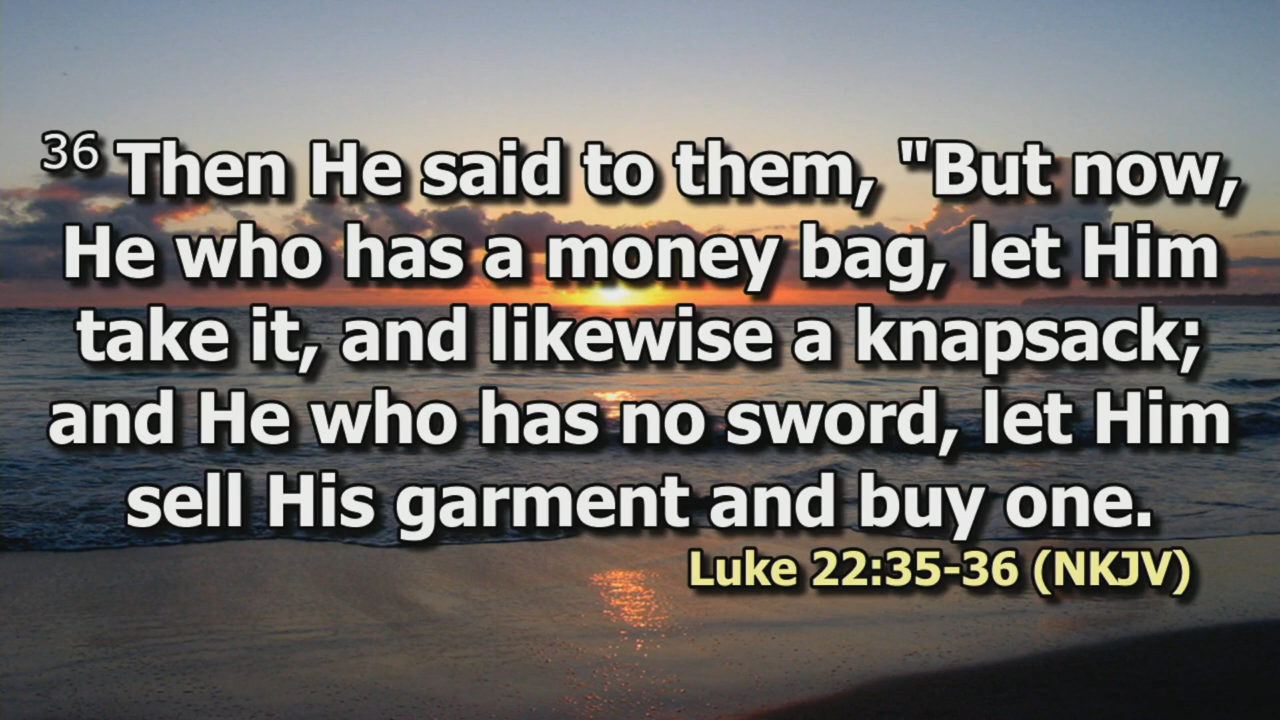 36 Then He said to them, "But now,
He who has a money bag, let Him
take it, and likewise a knapsack;
and He who has no sword, let Him
sell His garment and buy one.
Luke 22:35-36 (NKJV)